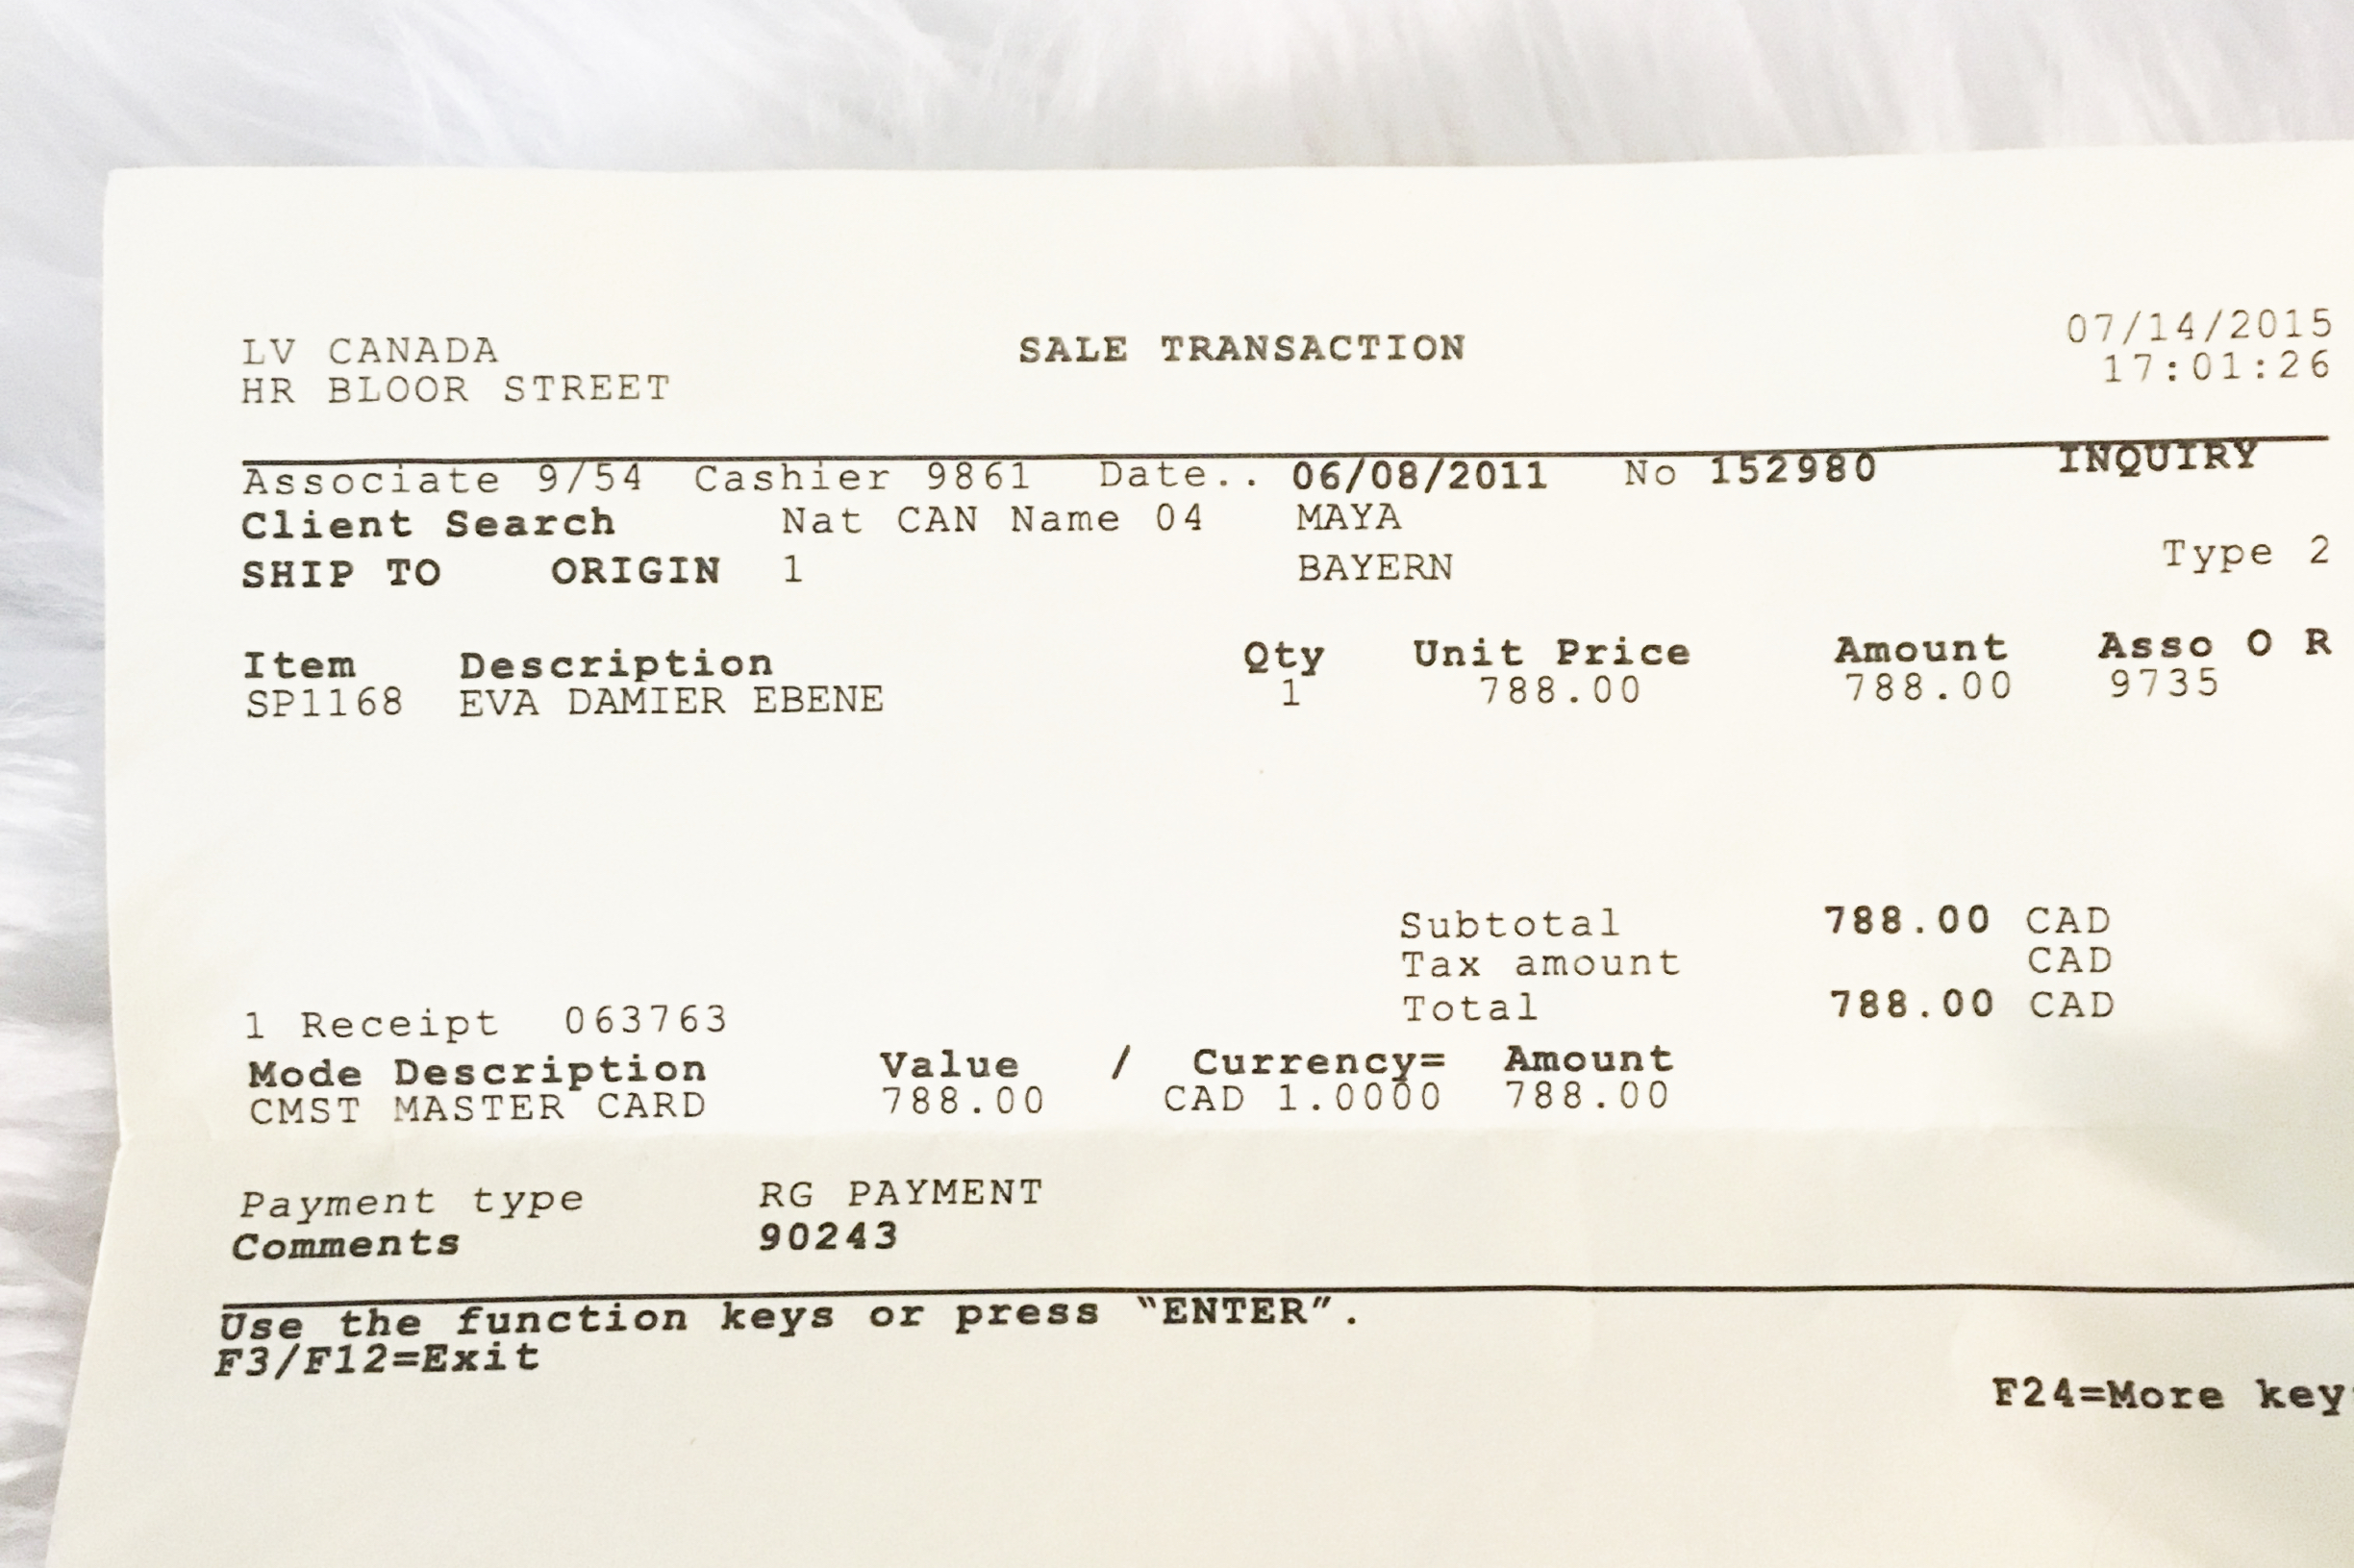 LV CANADA SALE TRANSACTION 07/14/2015
HR BLOOR STREET 17:01:26
Associate 9/54 Cashier 9861 Date.. 06/08/2011 No 152980 INQUIRY
Client Search Nat CAN Name 04 MAYA
SHIP TO ORIGIN 1 BAYERN Type 2
Item Description Qty Unit Price Amount Asso O R
SP1168 EVA DAMIER EBENE 1 788.00 788.00 9735
Subtotal 788.00 CAD
Tax amount CAD
Total 788.00 CAD
1 Receipt 063763
Mode Description Value / Currency= Amount
CMST MASTER CARD 788.00 CAD 1.0000 788.00
Payment type RG PAYMENT
Comments 90243
Use the function keys or press “ENTER”.
F3/F12=Exit
F24=More key